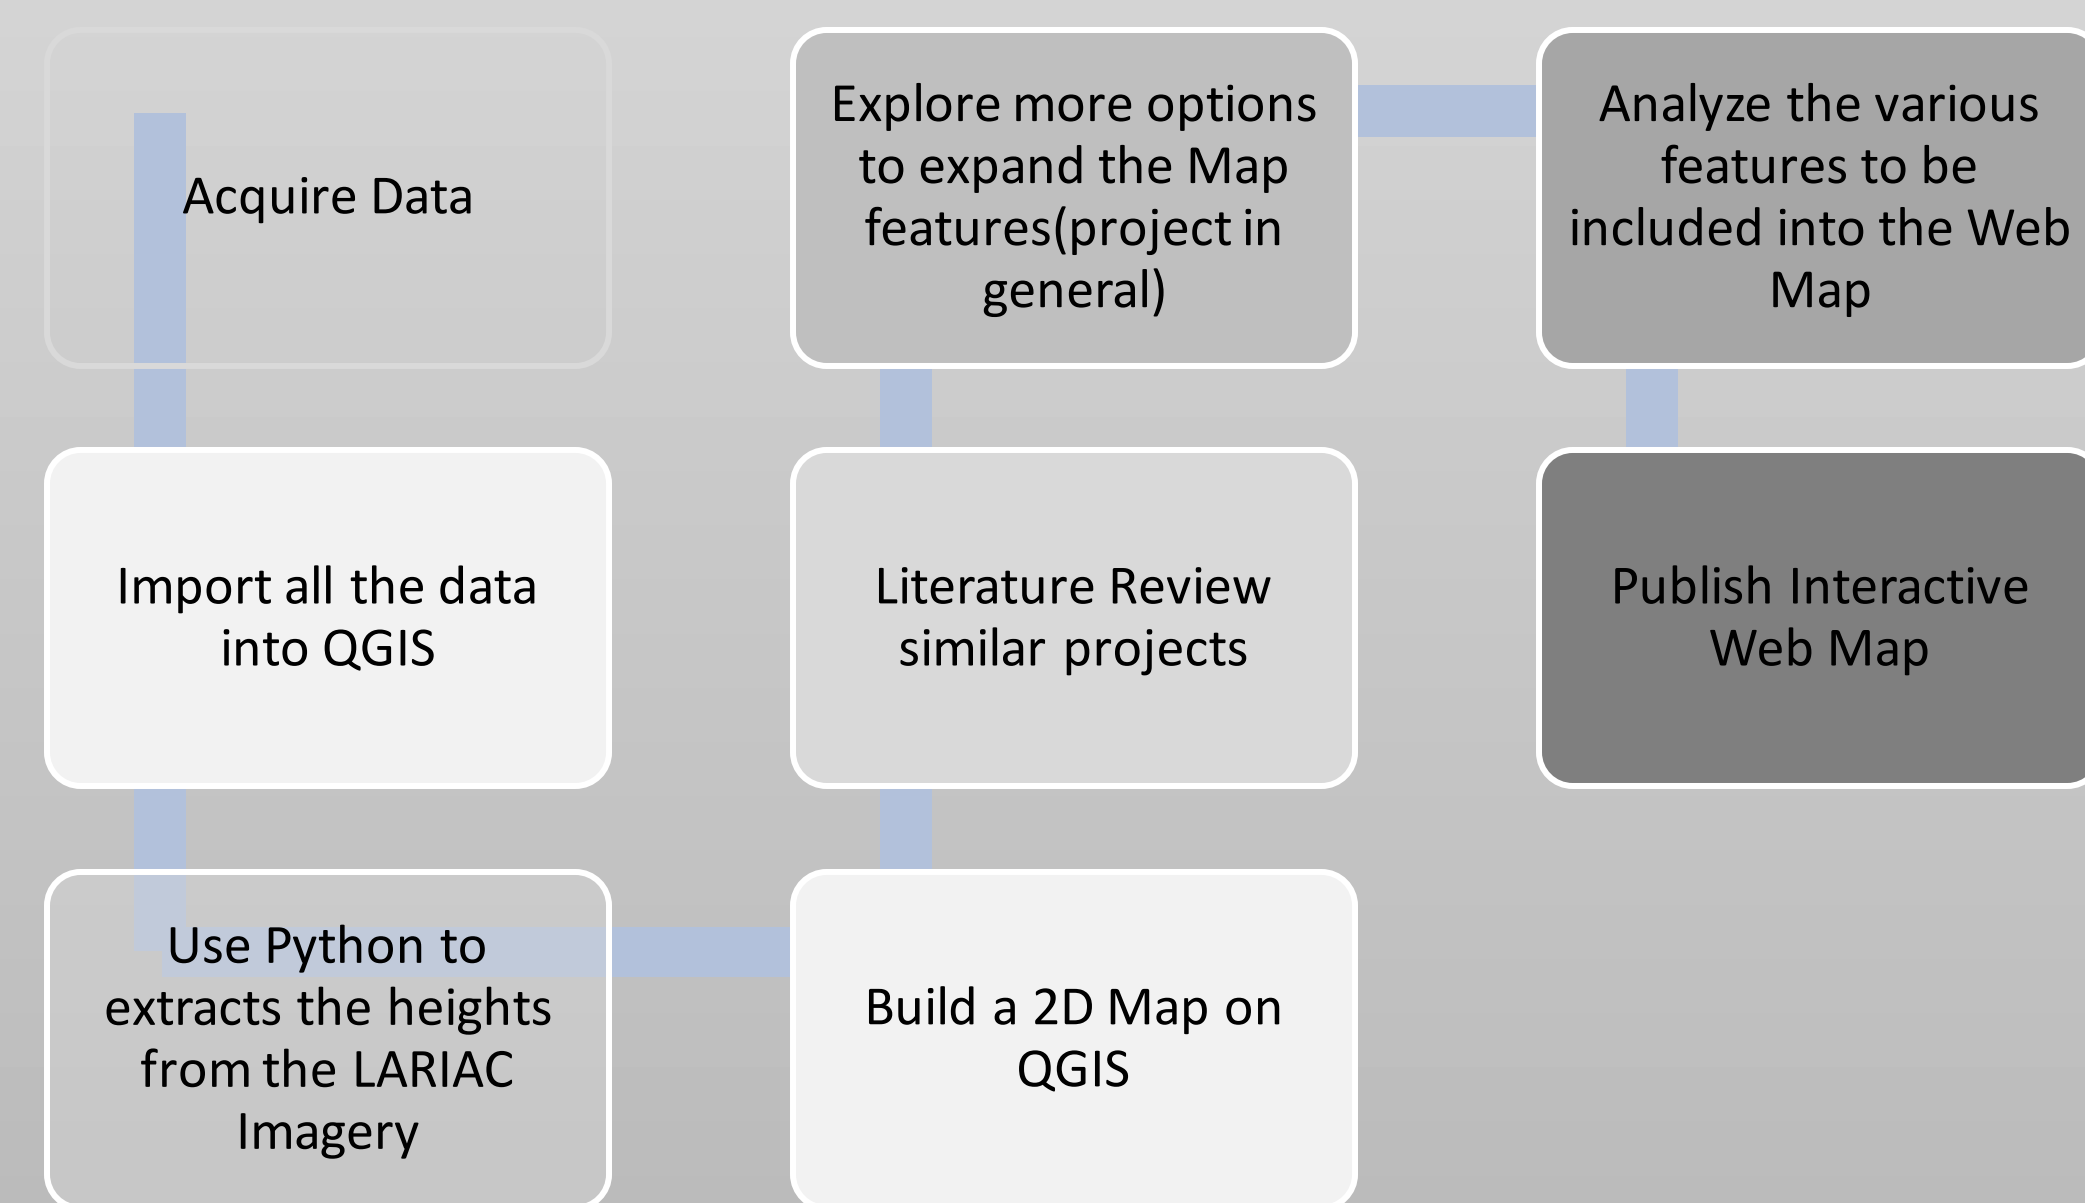 Acquire Data
Import all the data
into QGIS
Use Python to
extracts the heights
from the LARIAC
Imagery
Build a 2D Map on
QGIS
Literature Review
similar projects
Explore more options
to expand the Map
features(project in
general)
Analyze the various
features to be
included into the Web
Map
Publish Interactive
Web Map